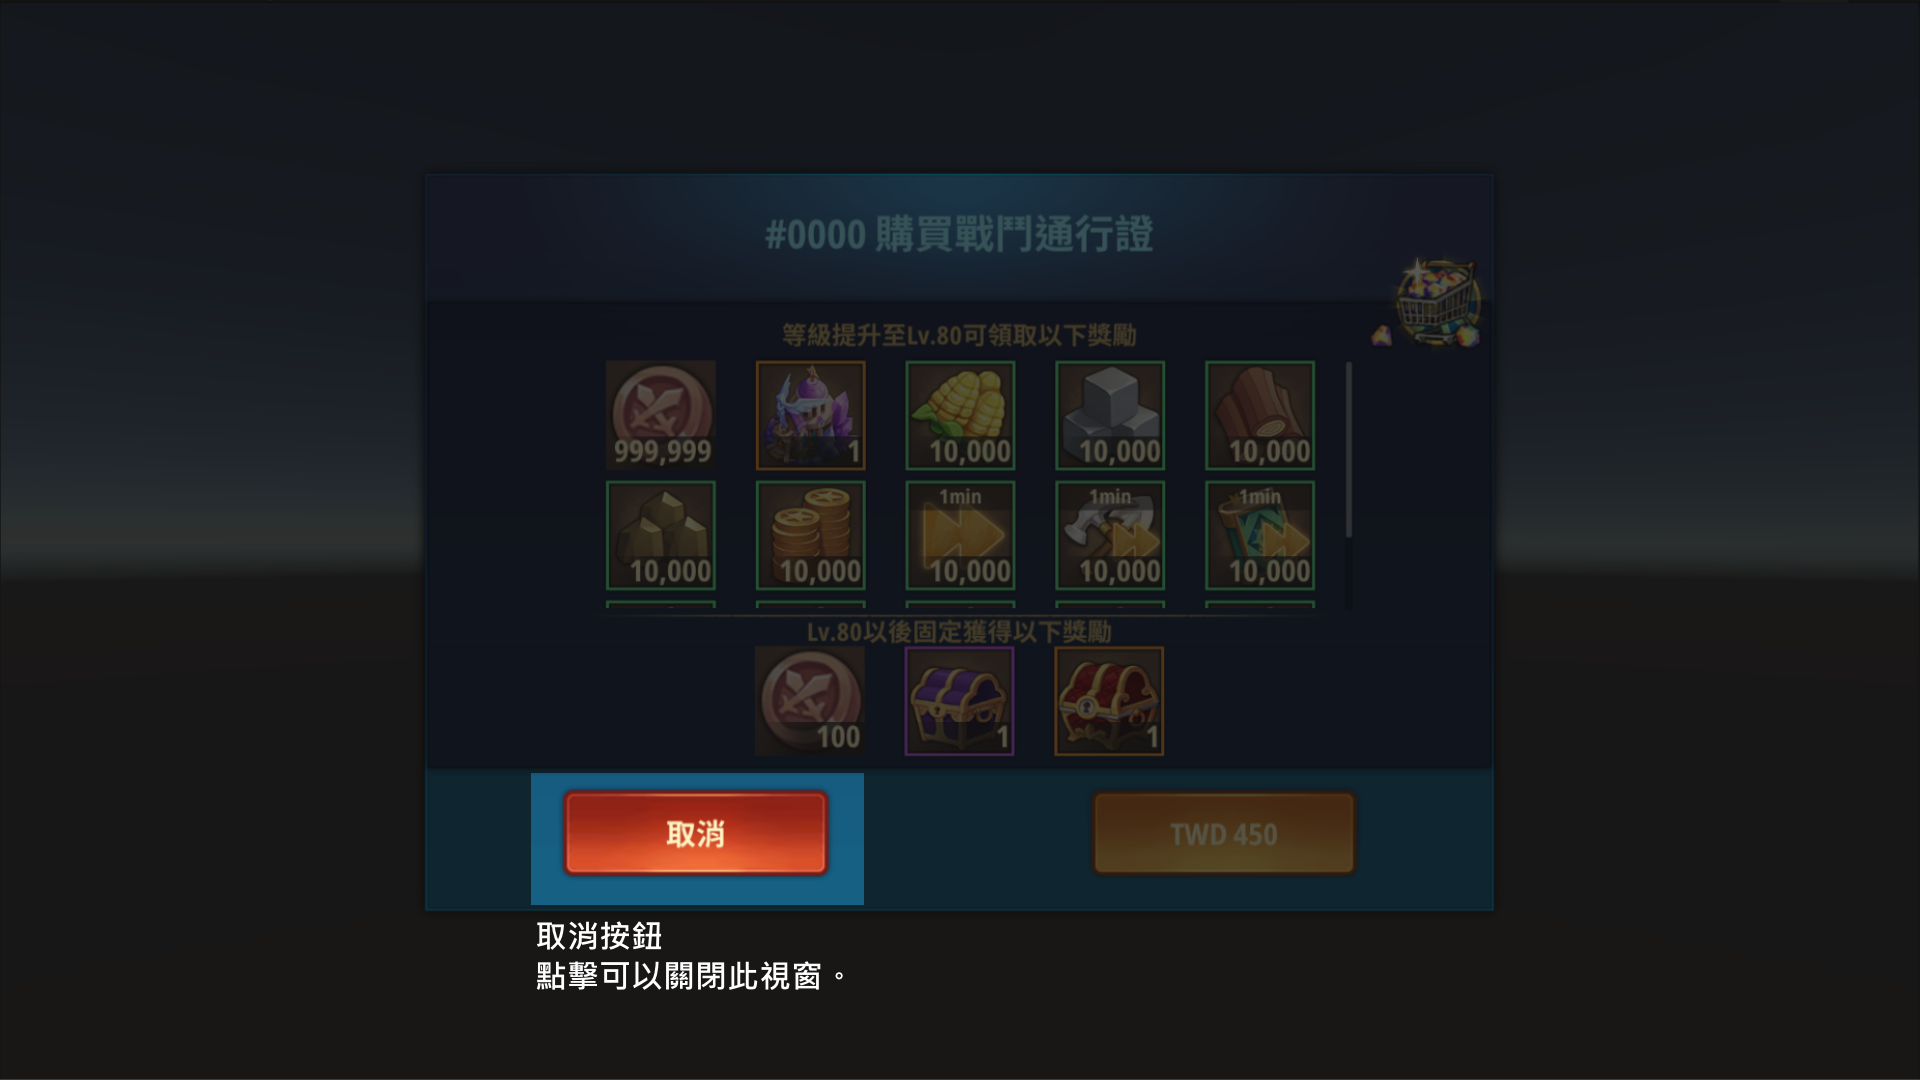 #0000 購買戰鬥通行證
等級提升至Lv.80可領取以下獎勵
999,999
1
10,000
10,000
10,000
10,000
10,000
1min
10,000
1min
10,000
1min
10,000
Lv.80以後固定獲得以下獎勵
100
1
1
取消
TWD 450
取消按鈕
點擊可以關閉此視窗。